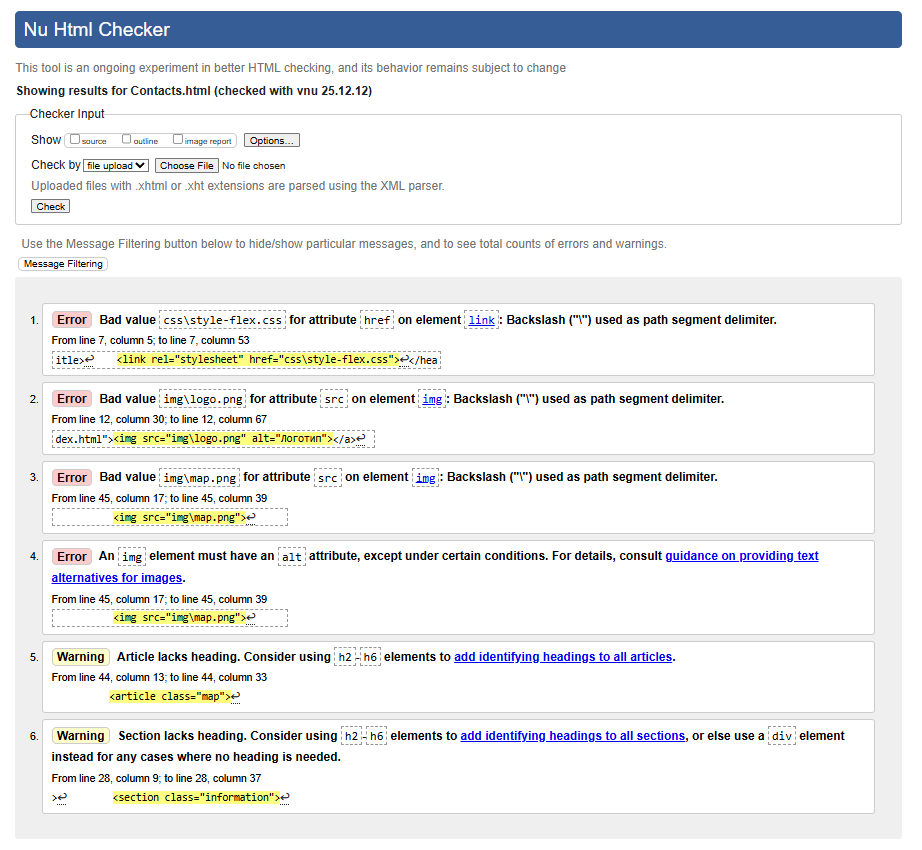 Nu Html Checker
This tool is an ongoing experiment in better HTML checking, and its behavior remains subject to change
Showing results for Contacts.html (checked with vnu 25.12.12)
Checker Input
Show source outline image report Options...
Check by file upload Choose File No file chosen
Uploaded files with .xhtml or .xht extensions are parsed using the XML parser.
Check
Use the Message Filtering button below to hide/show particular messages, and to see total counts of errors and warnings.
Message Filtering
1. Error Bad value css\style-flex.css for attribute href on element link: Backslash ("\") used as path segment delimiter.
From line 7, column 5; to line 7, column 53
itle>↩ <link rel="stylesheet" href="css\style-flex.css">↩</hea
2. Error Bad value img\logo.png for attribute src on element img: Backslash ("\") used as path segment delimiter.
From line 12, column 30; to line 12, column 67
dex.html"><img src="img\logo.png" alt="Логотип"></a>↩
3. Error Bad value img\map.png for attribute src on element img: Backslash ("\") used as path segment delimiter.
From line 45, column 17; to line 45, column 39
<img src="img\map.png">↩
4. Error An img element must have an alt attribute, except under certain conditions. For details, consult guidance on providing text
alternatives for images.
From line 45, column 17; to line 45, column 39
<img src="img\map.png">↩
5. Warning Article lacks heading. Consider using h2-h6 elements to add identifying headings to all articles.
From line 44, column 13; to line 44, column 33
<article class="map">↩
6. Warning Section lacks heading. Consider using h2-h6 elements to add identifying headings to all sections, or else use a div element
instead for any cases where no heading is needed.
From line 28, column 9; to line 28, column 37
>↩ <section class="information">↩